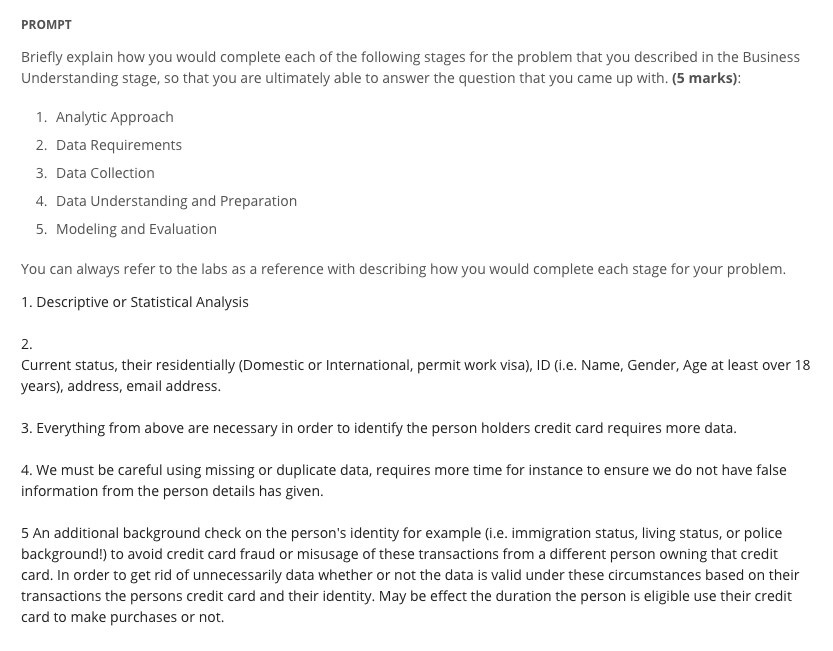 PROMPT
Briefly explain how you would complete each of the following stages for the problem that you described in the Business
Understanding stage, so that you are ultimately able to answer the question that you came up with. (5 marks):
1. Analytic Approach
2. Data Requirements
3. Data Collection
4. Data Understanding and Preparation
5. Modeling and Evaluation
You can always refer to the labs as a reference with describing how you would complete each stage for your problem.
1. Descriptive or Statistical Analysis
2.
Current status, their residentially (Domestic or International, permit work visa), ID (i.e. Name, Gender, Age at least over 18
years), address, email address.
3. Everything from above are necessary in order to identify the person holders credit card requires more data.
4. We must be careful using missing or duplicate data, requires more time for instance to ensure we do not have false
information from the person details has given.
5 An additional background check on the person's identity for example (i.e. immigration status, living status, or police
background!) to avoid credit card fraud or misusage of these transactions from a different person owning that credit
card. In order to get rid of unnecessarily data whether or not the data is valid under these circumstances based on their
transactions the persons credit card and their identity. May be effect the duration the person is eligible use their credit
card to make purchases or not.